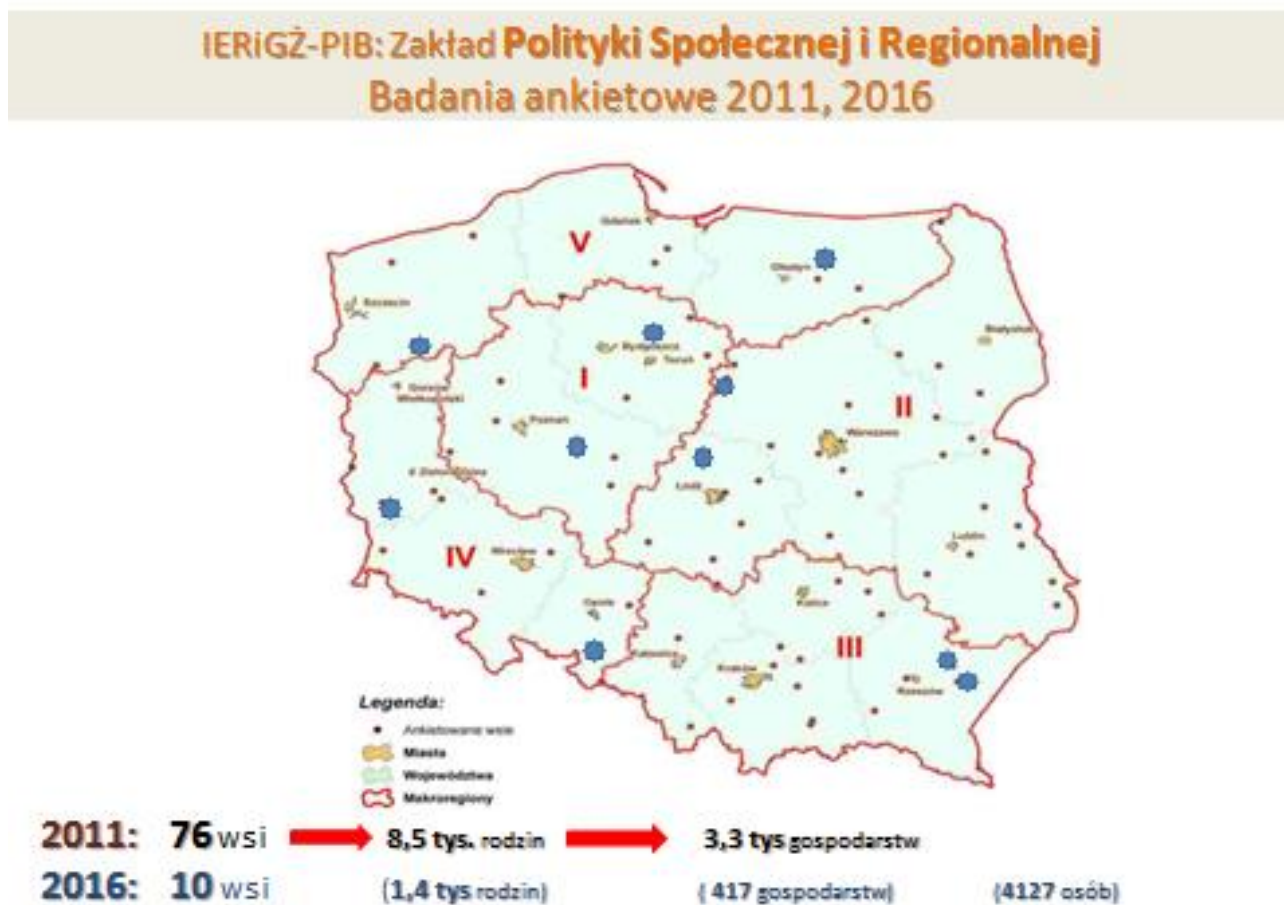 IERiGŻ-PIB: Zakład Polityki Społecznej i Regionalnej
Badania ankietowe 2011, 2016
Gdańsk
V
Olsztyn
Szczecin
Białystok
Bydgoszcz
Toruń
I
Gorzów
Wielkopolski
II
Poznań
Warszawa
Zielona Góra
Łódź
Lublin
IV
Wrocław
Opole
Kielce
III
Katowice
Kraków
Rzeszów
Legenda:
Ankietowane wsie
Miasta
Województwa
Makroregiony
2011: 76 wsi 8,5 tys. rodzin 3,3 tys gospodarstw
2016: 10 wsi (1,4 tys rodzin) ( 417 gospodarstw) (4127 osób)